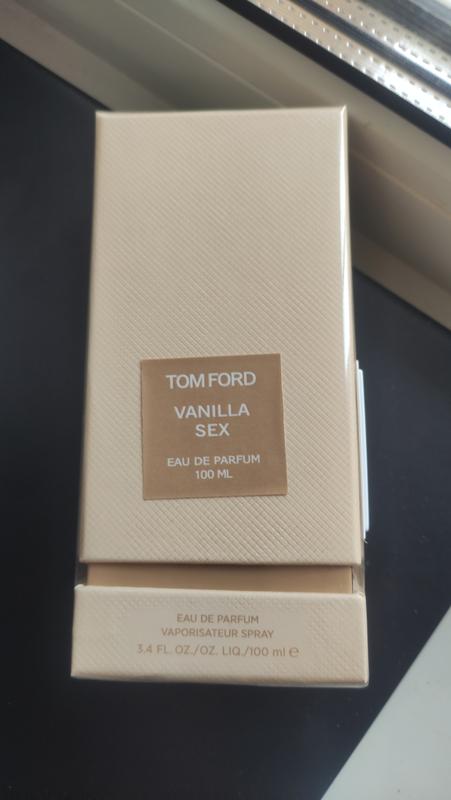 TOM FORD
VANILLA
SEX
EAU DE PARFUM
100 ML
EAU DE PARFUM
VAPORISATEUR SPRAY
3.4 FL. OZ./OZ. LIQ./100 ml ℮